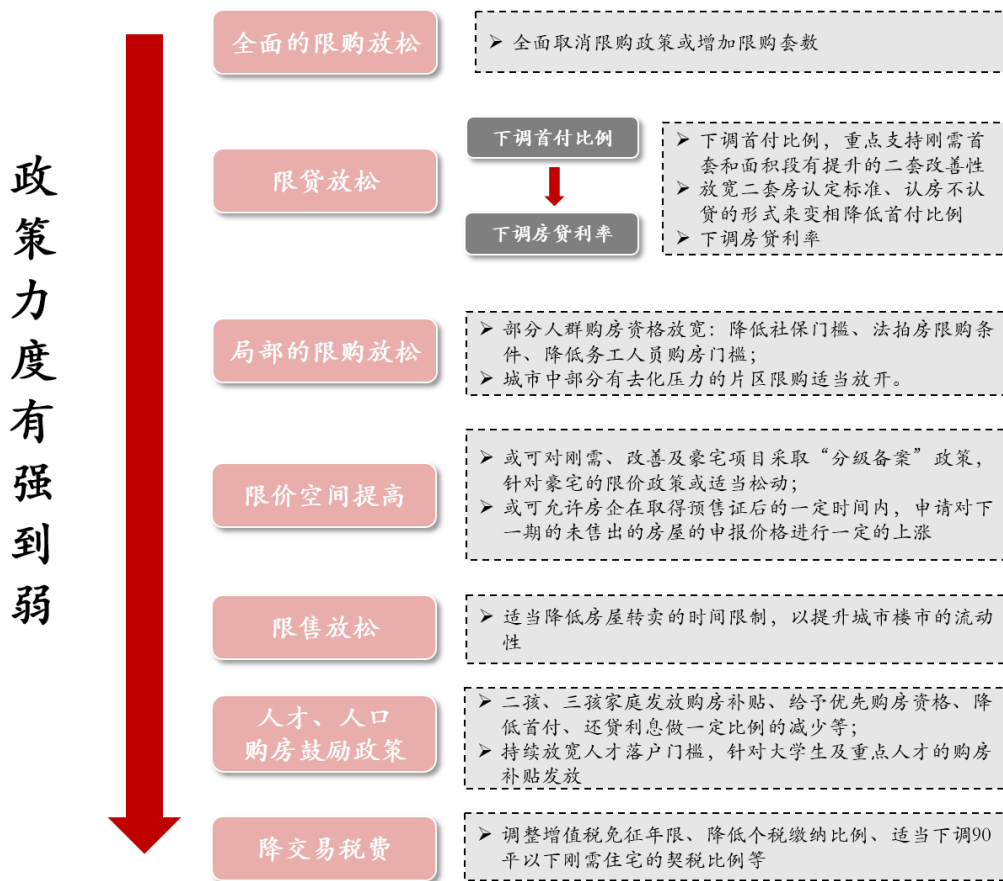 政策力度有强到弱
全面的限购放松
➤ 全面取消限购政策或增加限购套数
限贷放松
下调首付比例
下调房贷利率
➤ 下调首付比例，重点支持刚需首
套和面积段有提升的二套改善性
➤ 放宽二套房认定标准、认房不认
贷的形式来变相降低首付比例
➤ 下调房贷利率
局部的限购放松
➤ 部分人群购房资格放宽：降低社保门槛、法拍房限购条
件、降低务工人员购房门槛；
➤ 城市中部分有去化压力的片区限购适当放开。
限价空间提高
➤ 或可对刚需、改善及豪宅项目采取“分级备案”政策，
针对豪宅的限价政策或适当松动；
➤ 或可允许房企在取得预售证后的一定时间内，申请对下
一期的未售出的房屋的申报价格进行一定的上涨
限售放松
➤ 适当降低房屋转卖的时间限制，以提升城市楼市的流动
性
人才、人口
购房鼓励政策
➤ 二孩、三孩家庭发放购房补贴、给予优先购房资格、降
低首付、还贷利息做一定比例的减少等；
➤ 持续放宽人才落户门槛，针对大学生及重点人才的购房
补贴发放
降交易税费
➤ 调整增值税免征年限、降低个税缴纳比例、适当下调90
平以下刚需住宅的契税比例等